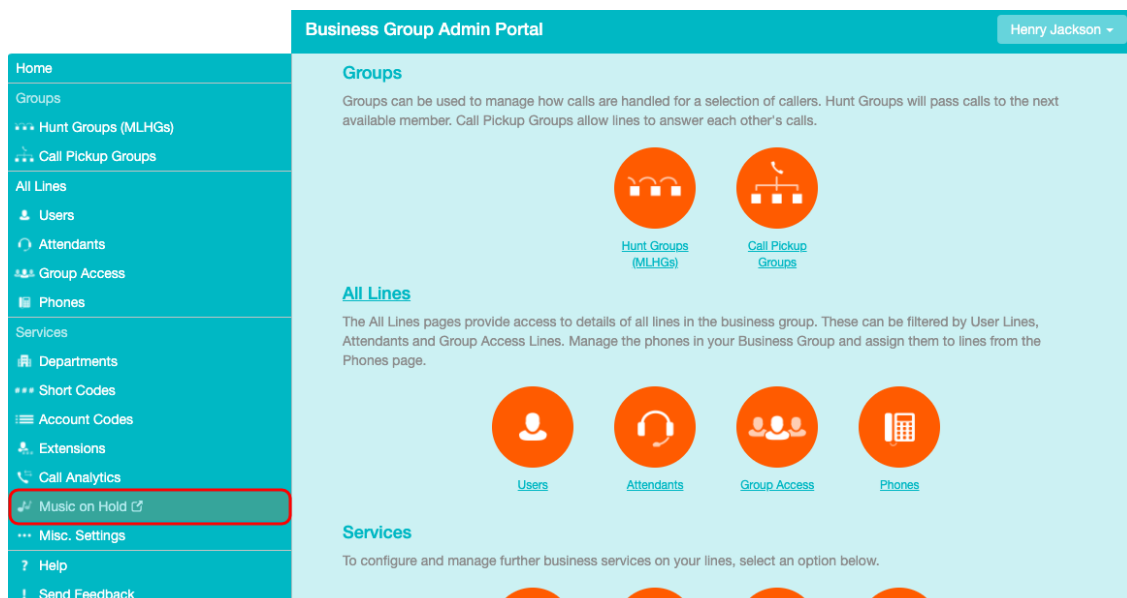 Business Group Admin Portal
Henry Jackson
Home
Groups
Hunt Groups (MLHGs)
Call Pickup Groups
All Lines
Users
Attendants
Group Access
Phones
Services
Departments
Short Codes
Account Codes
Extensions
Call Analytics
Music on Hold
Misc. Settings
? Help
! Send Feedback
Groups
Groups can be used to manage how calls are handled for a selection of callers. Hunt Groups will pass calls to the next
available member. Call Pickup Groups allow lines to answer each other's calls.
Hunt Groups
(MLHGs)
Call Pickup
Groups
All Lines
The All Lines pages provide access to details of all lines in the business group. These can be filtered by User Lines,
Attendants and Group Access Lines. Manage the phones in your Business Group and assign them to lines from the
Phones page.
Users
Attendants
Group Access
Phones
Services
To configure and manage further business services on your lines, select an option below.